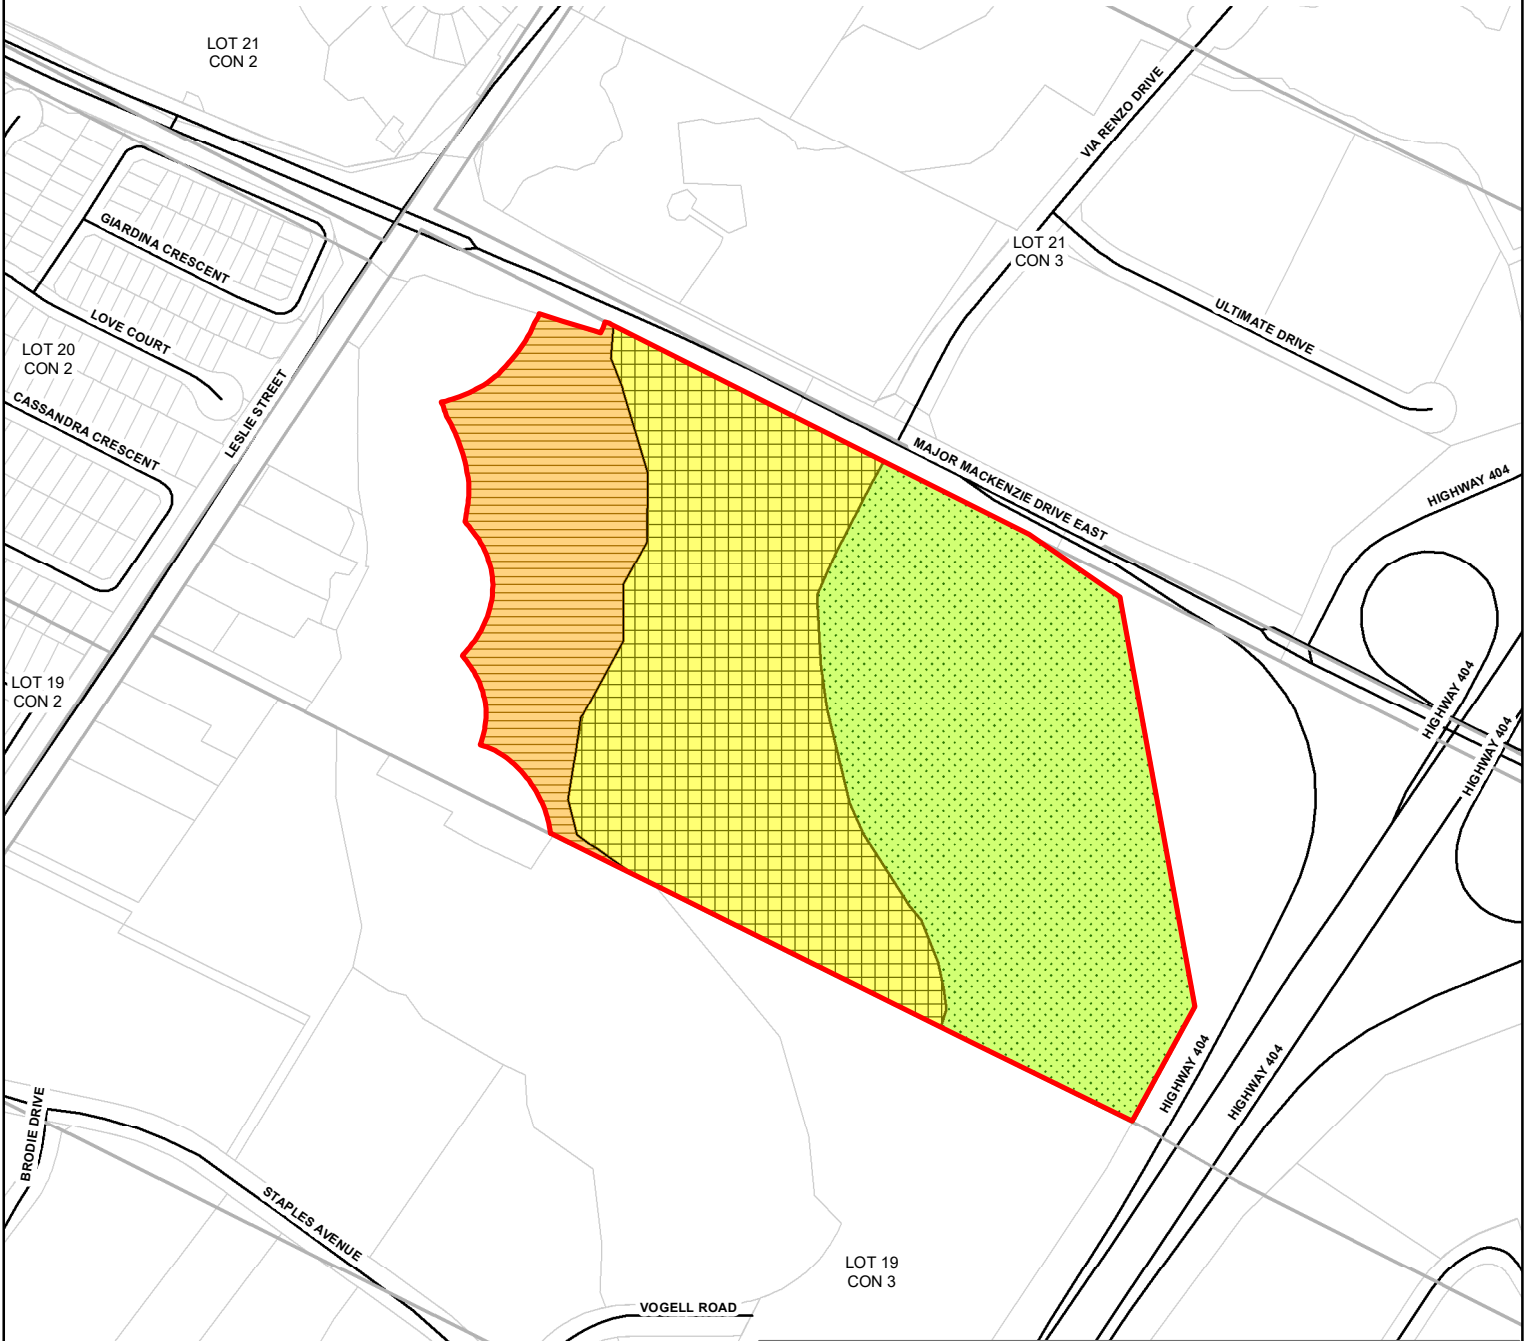 LOT 21
CON 2
VIA RENZO DRIVE
GIARDINA CRESCENT
LOT 21
CON 3
LOVE COURT
ULTIMATE DRIVE
LOT 20
CON 2
CASSANDRA CRESCENT
LESLIE STREET
MAJOR MACKENZIE DRIVE EAST
HIGHWAY 404
LOT 19
CON 2
HIGHWAY 404
HIGHWAY 404
HIGHWAY 404
HIGHWAY 404
BRODIE DRIVE
STAPLES AVENUE
LOT 19
CON 3
VOGELL ROAD